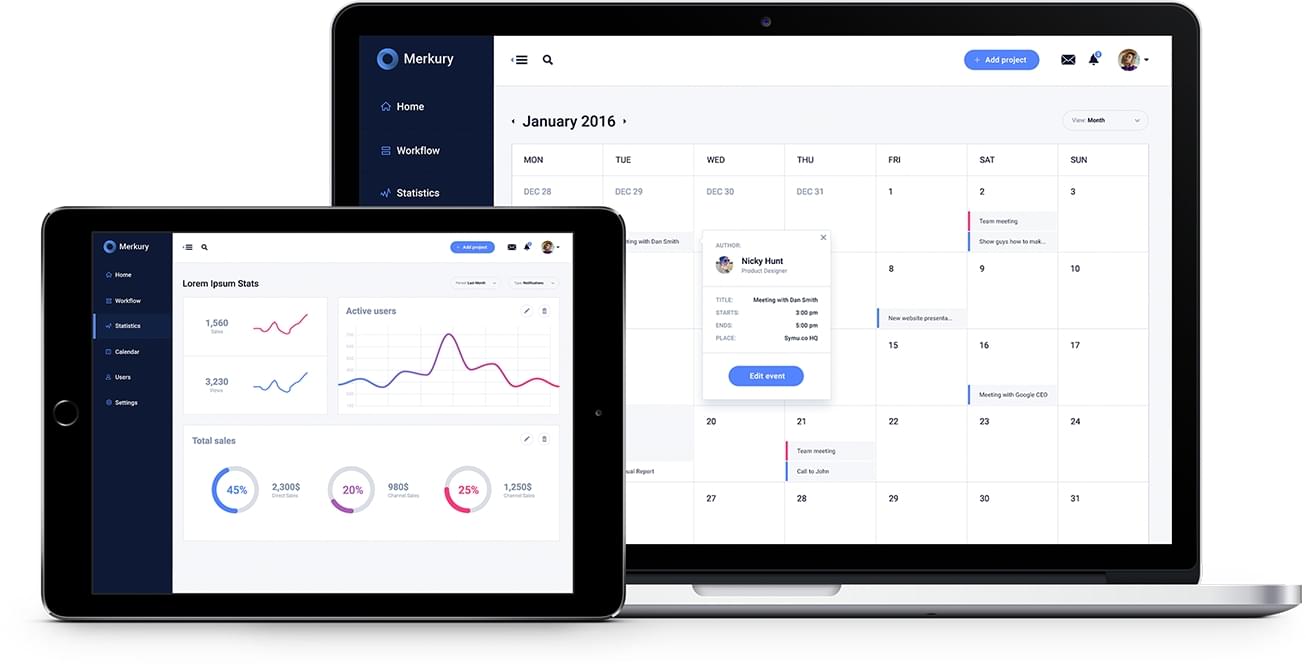 Merkury
+ Add project
Home
January 2016
View: Month
Workflow
MON TUE WED THU FRI SAT SUN
Statistics
DEC 28 DEC 29 DEC 30 DEC 31 1 2 3
Team meeting
ting with Dan Smith
Show guys how to mak...
AUTHOR:
Nicky Hunt
Product Designer
TITLE: Meeting with Dan Smith
STARTS: 3:00 pm
ENDS: 5:00 pm
PLACE: Symu.co HQ
Edit event
8 9 10
New website presenta...
15 16 17
Meeting with Google CEO
20 21 22 23 24
Team meeting
ual Report
Call to John
27 28 29 30 31
Merkury
+ Add project
Home
Workflow
Statistics
Calendar
Users
Settings
Lorem Ipsum Stats
Period: Last Month
Type: Notifications
1,560
Sales
3,230
Views
Active users
Total sales
45%
2,300$
Direct Sales
20%
980$
Channel Sales
25%
1,250$
Channel Sales